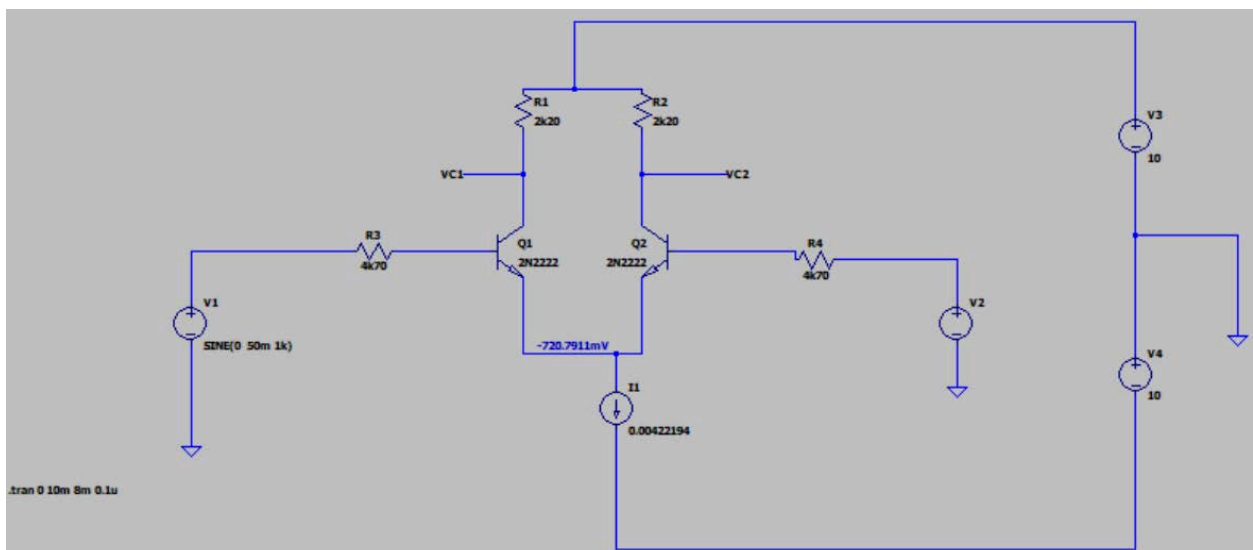 R1
2k20
R2
2k20
V3
10
VC1
VC2
R3
4k70
Q1
2N2222
Q2
2N2222
R4
4k70
V1
SINE(0 50m 1k)
V2
-720.7911mV
I1
0.00422194
V4
10
.tran 0 10m 8m 0.1u